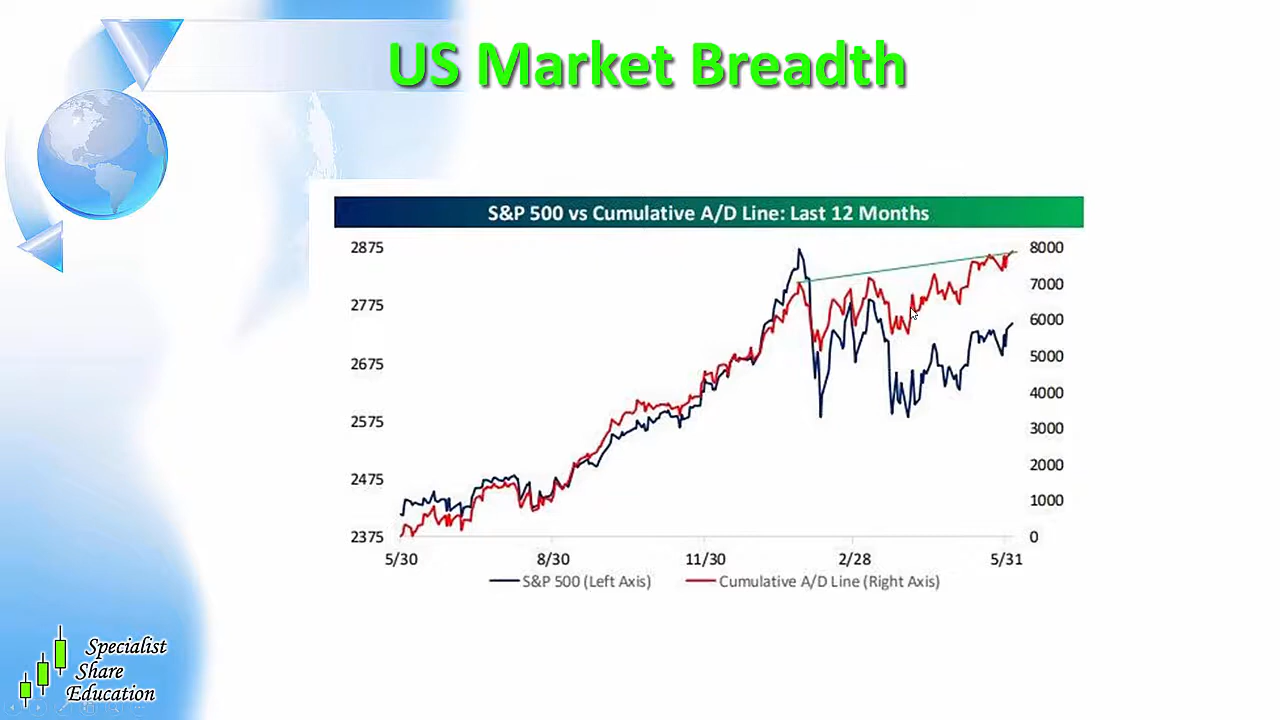 US Market Breadth
S&P 500 vs Cumulative A/D Line: Last 12 Months
2875
2775
2675
2575
2475
2375
8000
7000
6000
5000
4000
3000
2000
1000
0
5/30
8/30
11/30
2/28
5/31
S&P 500 (Left Axis)
Cumulative A/D Line (Right Axis)
Specialist
Share
Education